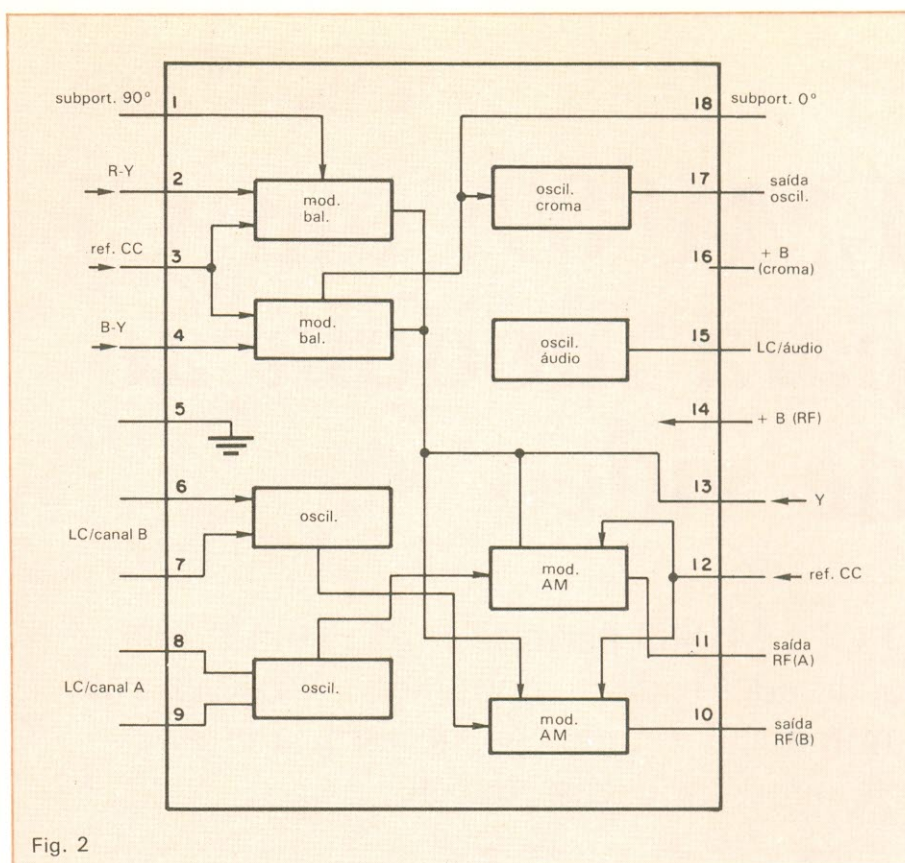 subport. 90°
1
R-Y
2
ref. CC
3
B-Y
4
5
6
LC/canal B
7
8
LC/canal A
9
mod.
bal.
mod.
bal.
oscil.
oscil.
oscil.
croma
oscil.
áudio
mod.
AM
mod.
AM
18
subport. 0°
17
saída
oscil.
16
+ B
(croma)
15
LC/áudio
14
+ B (RF)
13
Y
12
ref. CC
11
saída
RF(A)
10
saída
RF(B)
Fig. 2